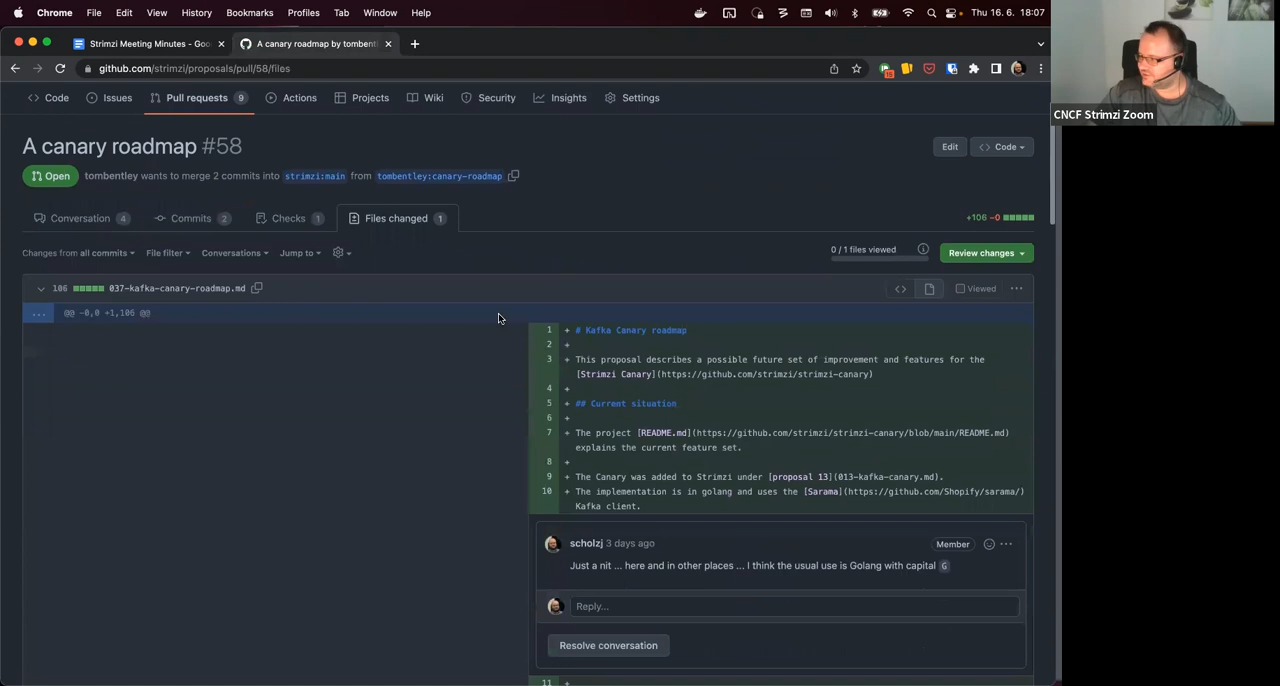 Chrome File Edit View History Bookmarks Profiles Tab Window Help Thu 16. 6. 18:07
Strimzi Meeting Minutes - Goo × A canary roadmap by tombentl × +
github.com/strimzi/proposals/pull/58/files
CNCF Strimzi Zoom
<> Code Issues Pull requests 9 Actions Projects Wiki Security Insights Settings
A canary roadmap #58
Edit <> Code
Open tombentley wants to merge 2 commits into strimzi:main from tombentley:canary-roadmap
Conversation 4 Commits 2 Checks 1 Files changed 1 +106 −0
Changes from all commits File filter Conversations Jump to 0 / 1 files viewed Review changes
106 037-kafka-canary-roadmap.md Viewed ...
... @@ -0,0 +1,106 @@
1 + # Kafka Canary roadmap
2 +
3 + This proposal describes a possible future set of improvement and features for the
[Strimzi Canary](https://github.com/strimzi/strimzi-canary)
4 +
5 + ## Current situation
6 +
7 + The project [README.md](https://github.com/strimzi/strimzi-canary/blob/main/README.md)
explains the current feature set.
8 +
9 + The Canary was added to Strimzi under [proposal 13](013-kafka-canary.md).
10 + The implementation is in golang and uses the [Sarama](https://github.com/Shopify/sarama/)
Kafka client.
scholzj 3 days ago Member ...
Just a nit ... here and in other places ... I think the usual use is Golang with capital G
Reply...
Resolve conversation
11 +